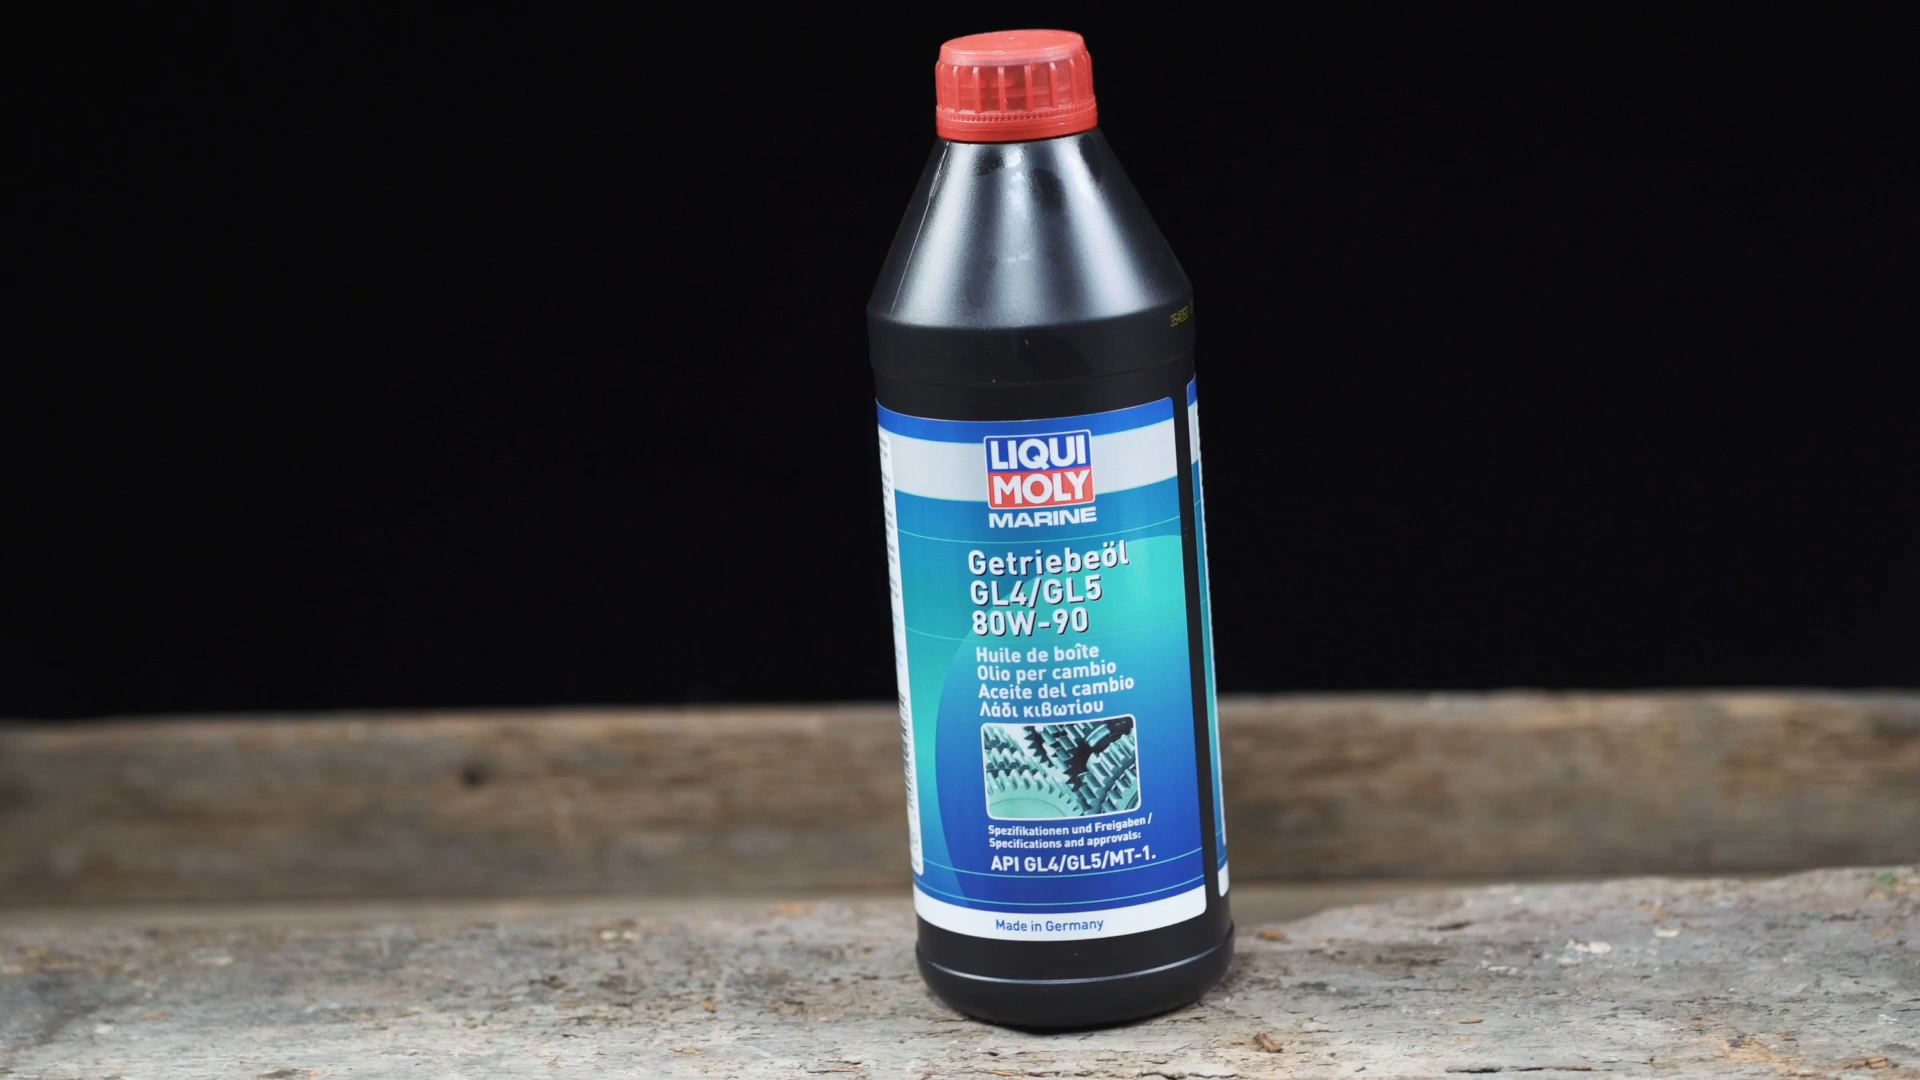 LIQUI
MOLY
MARINE
Getriebeöl
GL4/GL5
80W-90
Huile de boîte
Olio per cambio
Aceite del cambio
Λάδι κιβωτίου
Spezifikationen und Freigaben /
Specifications and approvals:
API GL4/GL5/MT-1.
Made in Germany